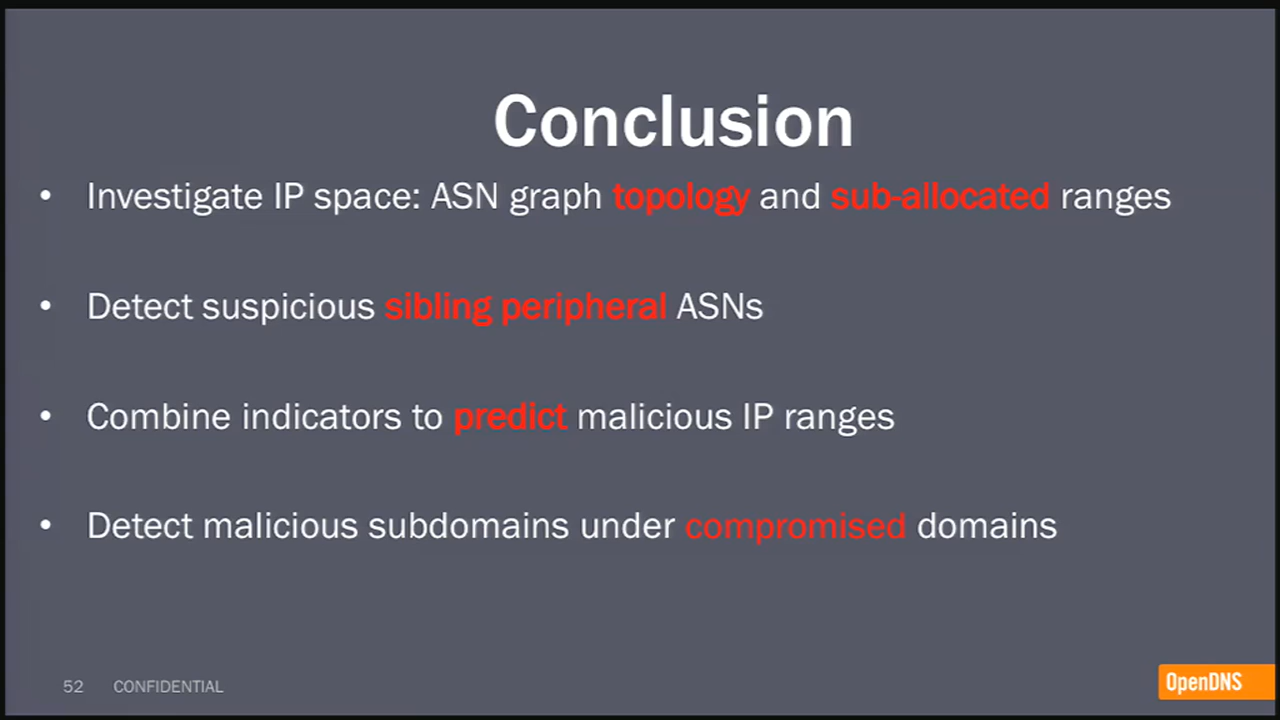 Conclusion
• Investigate IP space: ASN graph topology and sub-allocated ranges
• Detect suspicious sibling peripheral ASNs
• Combine indicators to predict malicious IP ranges
• Detect malicious subdomains under compromised domains
52 CONFIDENTIAL
OpenDNS